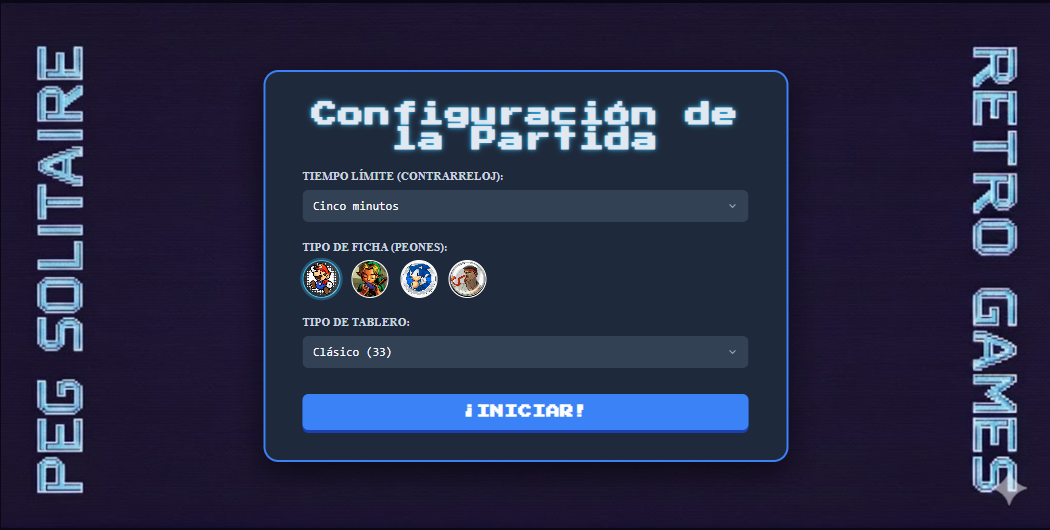 PEG SOLITAIRE
Configuración de
la Partida
TIEMPO LÍMITE (CONTRARRELOJ):
Cinco minutos
TIPO DE FICHA (PEONES):
TIPO DE TABLERO:
Clásico (33)
¡INICIAR!
RETRO GAMES